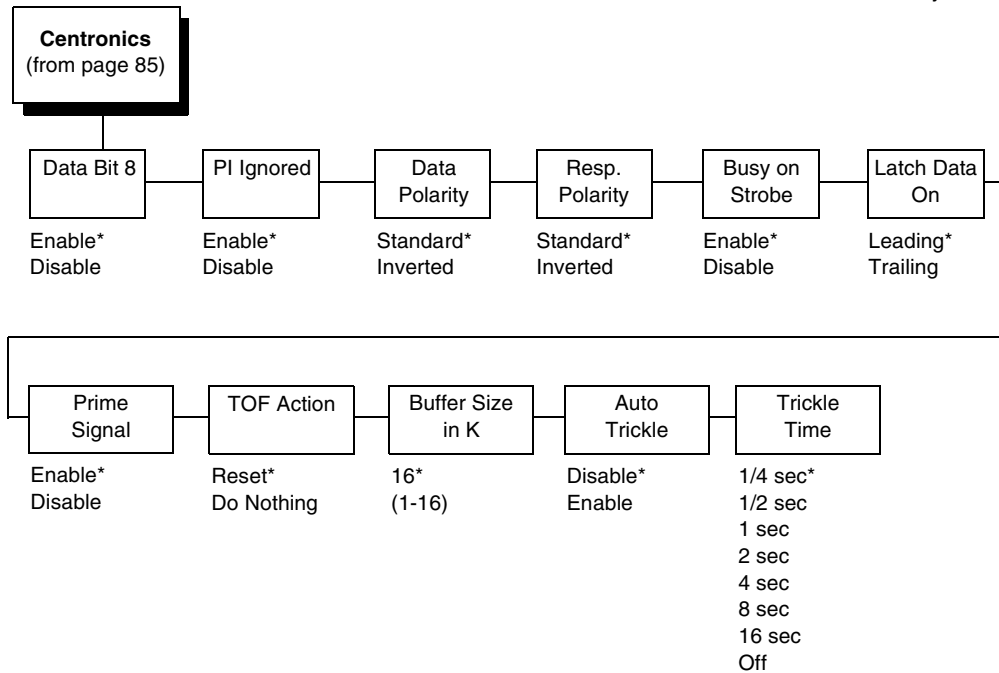 Centronics
(from page 85)
Data Bit 8
Enable*
Disable
PI Ignored
Enable*
Disable
Data
Polarity
Standard*
Inverted
Resp.
Polarity
Standard*
Inverted
Busy on
Strobe
Enable*
Disable
Latch Data
On
Leading*
Trailing
Prime
Signal
Enable*
Disable
TOF Action
Reset*
Do Nothing
Buffer Size
in K
16*
(1-16)
Auto
Trickle
Disable*
Enable
Trickle
Time
1/4 sec*
1/2 sec
1 sec
2 sec
4 sec
8 sec
16 sec
Off